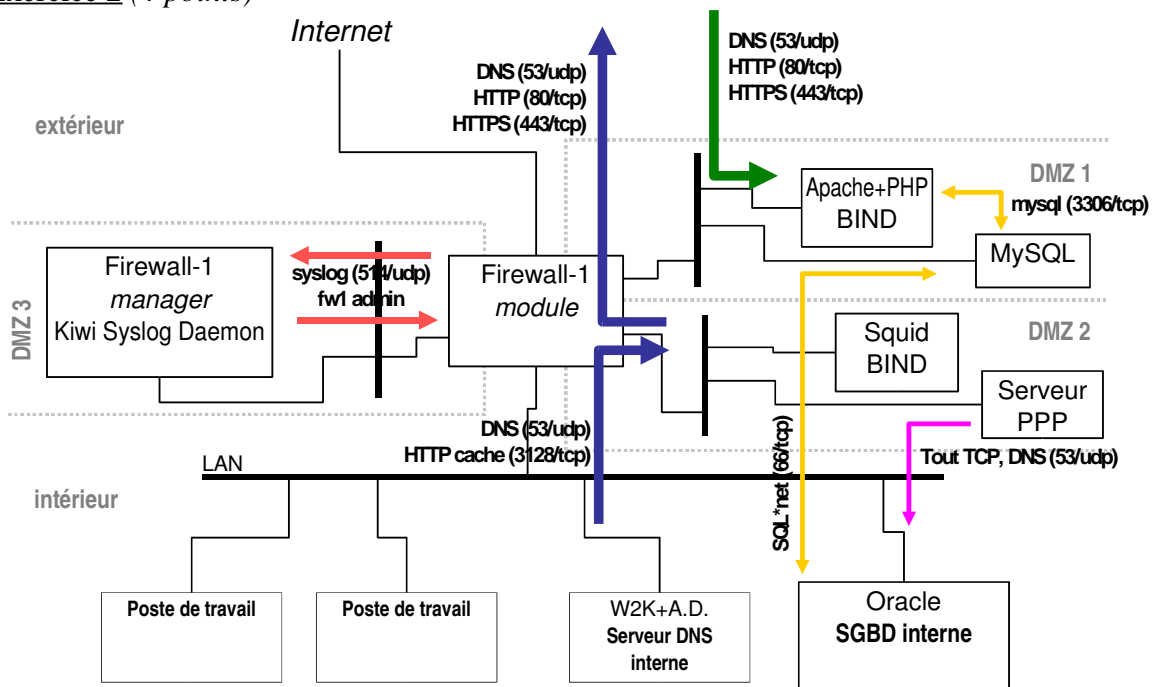 Internet
DNS (53/udp)
HTTP (80/tcp)
HTTPS (443/tcp)
DNS (53/udp)
HTTP (80/tcp)
HTTPS (443/tcp)
extérieur
DMZ 1
Apache+PHP
BIND
mysql (3306/tcp)
MySQL
DMZ 3
Firewall-1
manager
Kiwi Syslog Daemon
syslog (514/udp)
fw1 admin
Firewall-1
module
DMZ 2
Squid
BIND
Serveur
PPP
DNS (53/udp)
HTTP cache (3128/tcp)
SQL*net (66/tcp)
Tout TCP, DNS (53/udp)
LAN
intérieur
Poste de travail
Poste de travail
W2K+A.D.
Serveur DNS
interne
Oracle
SGBD interne